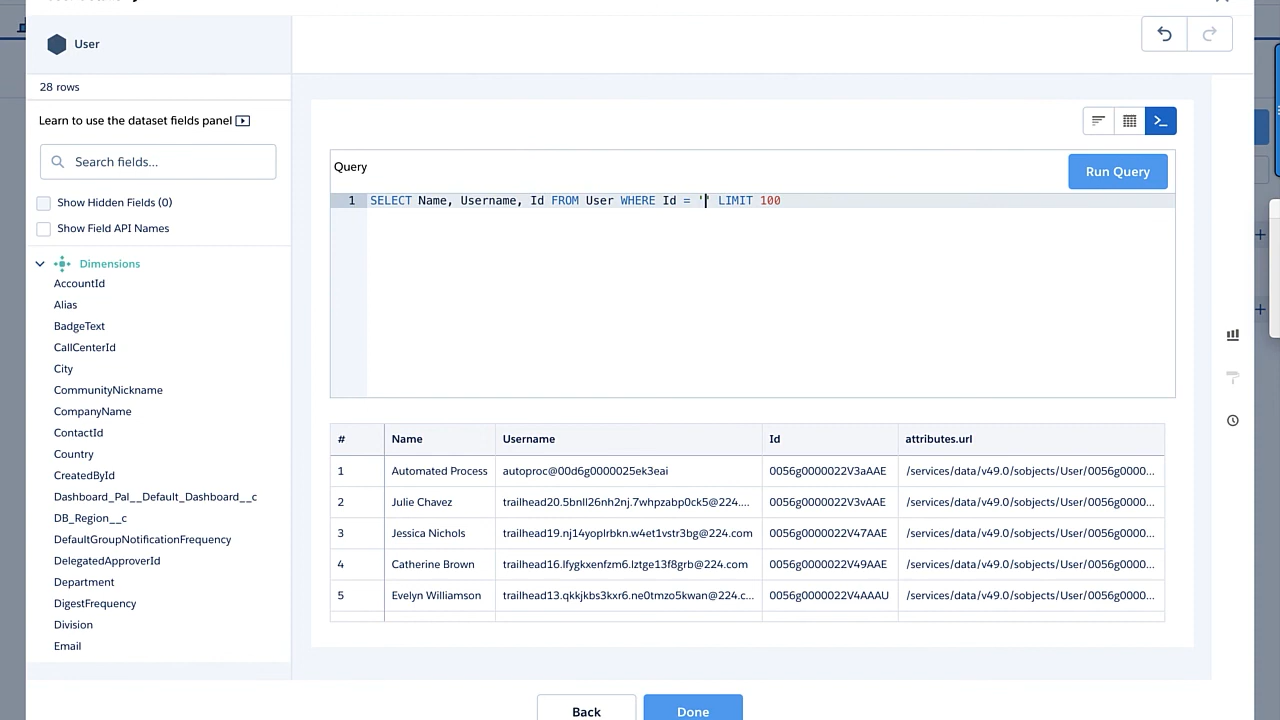 User
28 rows
Learn to use the dataset fields panel
Search fields...
Show Hidden Fields (0)
Show Field API Names
Dimensions
AccountId
Alias
BadgeText
CallCenterId
City
CommunityNickname
CompanyName
ContactId
Country
CreatedById
Dashboard_Pal__Default_Dashboard__c
DB_Region__c
DefaultGroupNotificationFrequency
DelegatedApproverId
Department
DigestFrequency
Division
Email
Query
Run Query
1 SELECT Name, Username, Id FROM User WHERE Id = '' LIMIT 100
# Name Username Id attributes.url
1 Automated Process autoproc@00d6g0000025ek3eai 0056g0000022V3aAAE /services/data/v49.0/sobjects/User/0056g0000...
2 Julie Chavez trailhead20.5bnll26nh2nj.7whpzabp0ck5@224.... 0056g0000022V3vAAE /services/data/v49.0/sobjects/User/0056g0000...
3 Jessica Nichols trailhead19.nj14yoplrbkn.w4et1vstr3bg@224.com 0056g0000022V47AAE /services/data/v49.0/sobjects/User/0056g0000...
4 Catherine Brown trailhead16.lfygkxenfzm6.lztge13f8grb@224.com 0056g0000022V49AAE /services/data/v49.0/sobjects/User/0056g0000...
5 Evelyn Williamson trailhead13.qkkjkbs3kxr6.ne0tmzo5kwan@224.c... 0056g0000022V4AAAU /services/data/v49.0/sobjects/User/0056g0000...
Back
Done